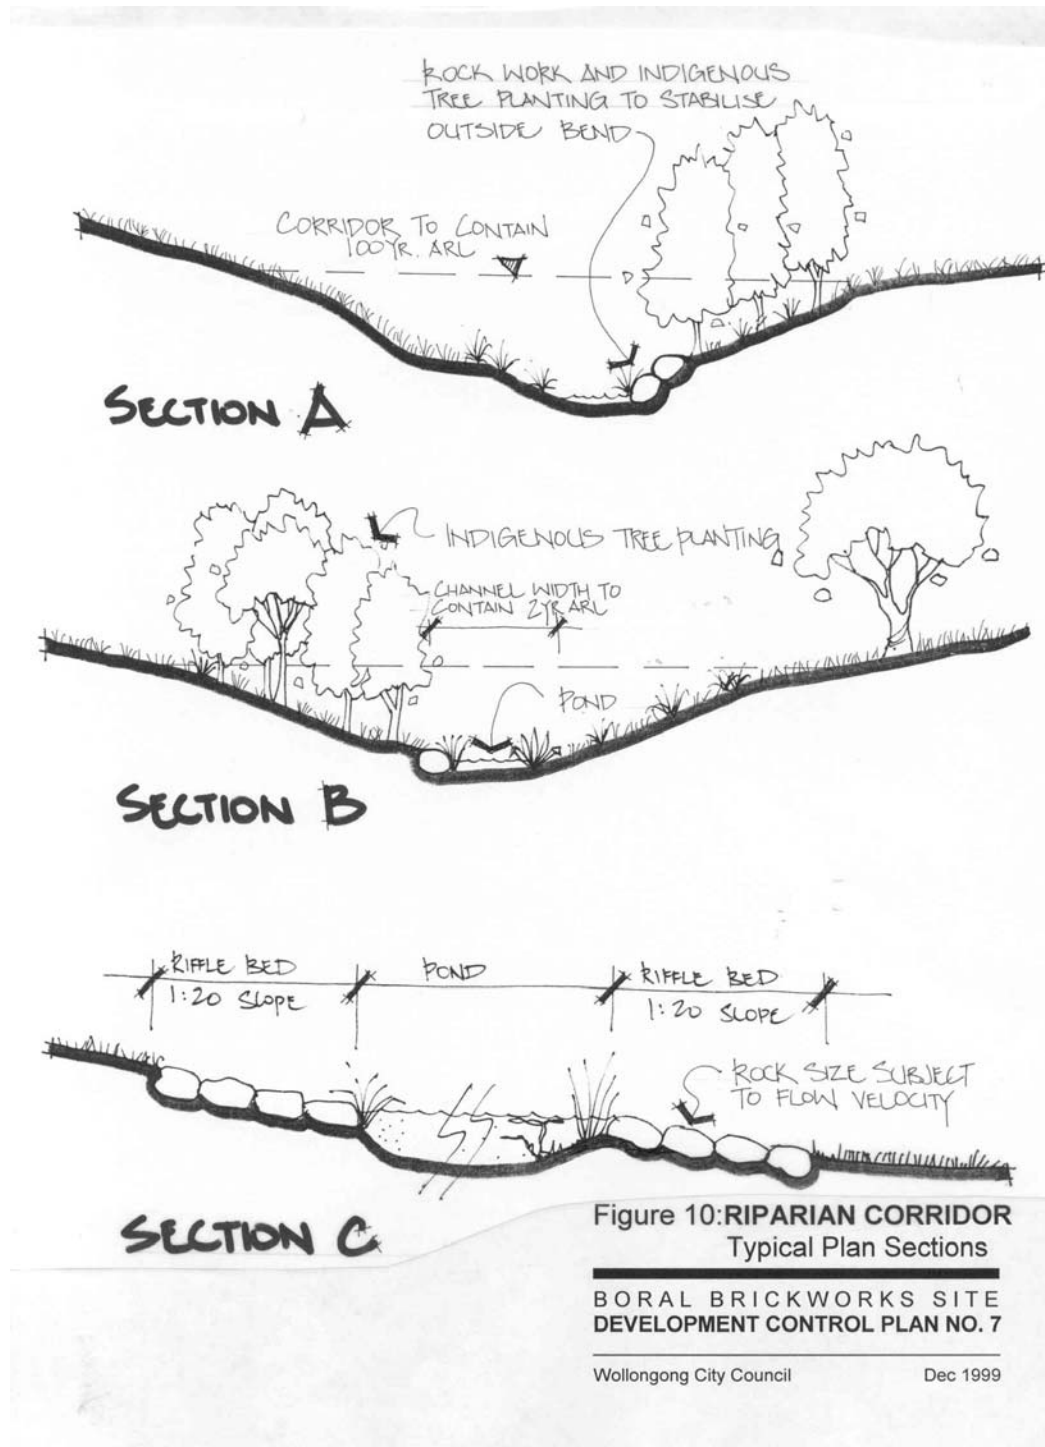 ROCK WORK AND INDIGENOUS
TREE PLANTING TO STABILISE
OUTSIDE BEND
CORRIDOR TO CONTAIN
100YR. ARL
SECTION A
INDIGENOUS TREE PLANTING
CHANNEL WIDTH TO
CONTAIN 2YR ARL
POND
SECTION B
RIFFLE BED
1:20 SLOPE
POND
RIFFLE BED
1:20 SLOPE
ROCK SIZE SUBJECT
TO FLOW VELOCITY
SECTION C
Figure 10:RIPARIAN CORRIDOR
Typical Plan Sections
BORAL BRICKWORKS SITE
DEVELOPMENT CONTROL PLAN NO. 7
Wollongong City Council Dec 1999